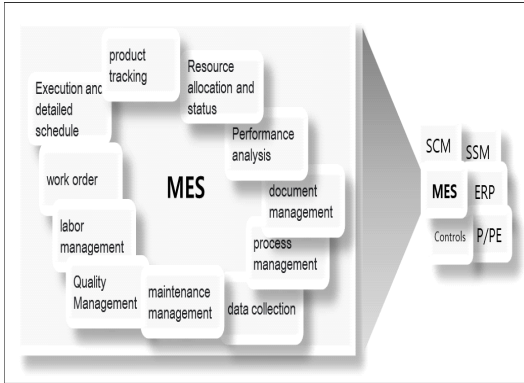 product
tracking
Resource
allocation and
status
Execution and
detailed
schedule
Performance
analysis
work order
MES
document
management
labor
management
process
management
Quality
Management
maintenance
management
data collection
SCM
SSM
MES
ERP
Controls
P/PE